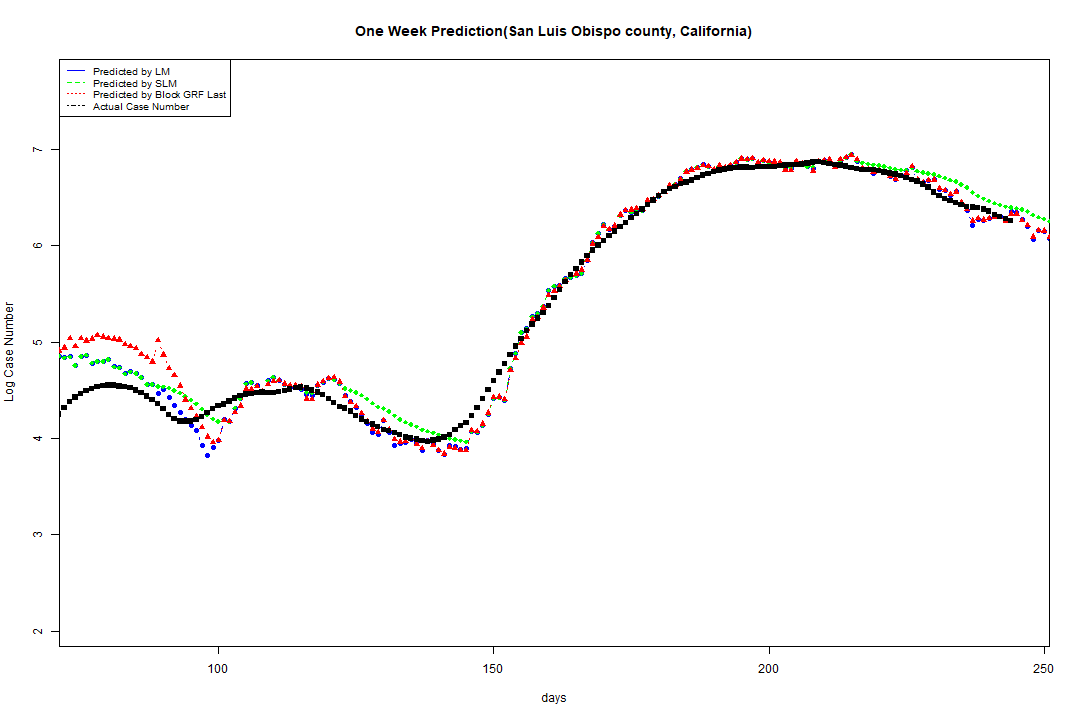 One Week Prediction(San Luis Obispo county, California)
Predicted by LM
Predicted by SLM
Predicted by Block GRF Last
Actual Case Number
Log Case Number
7
6
5
4
3
2
100 150 200 250
days